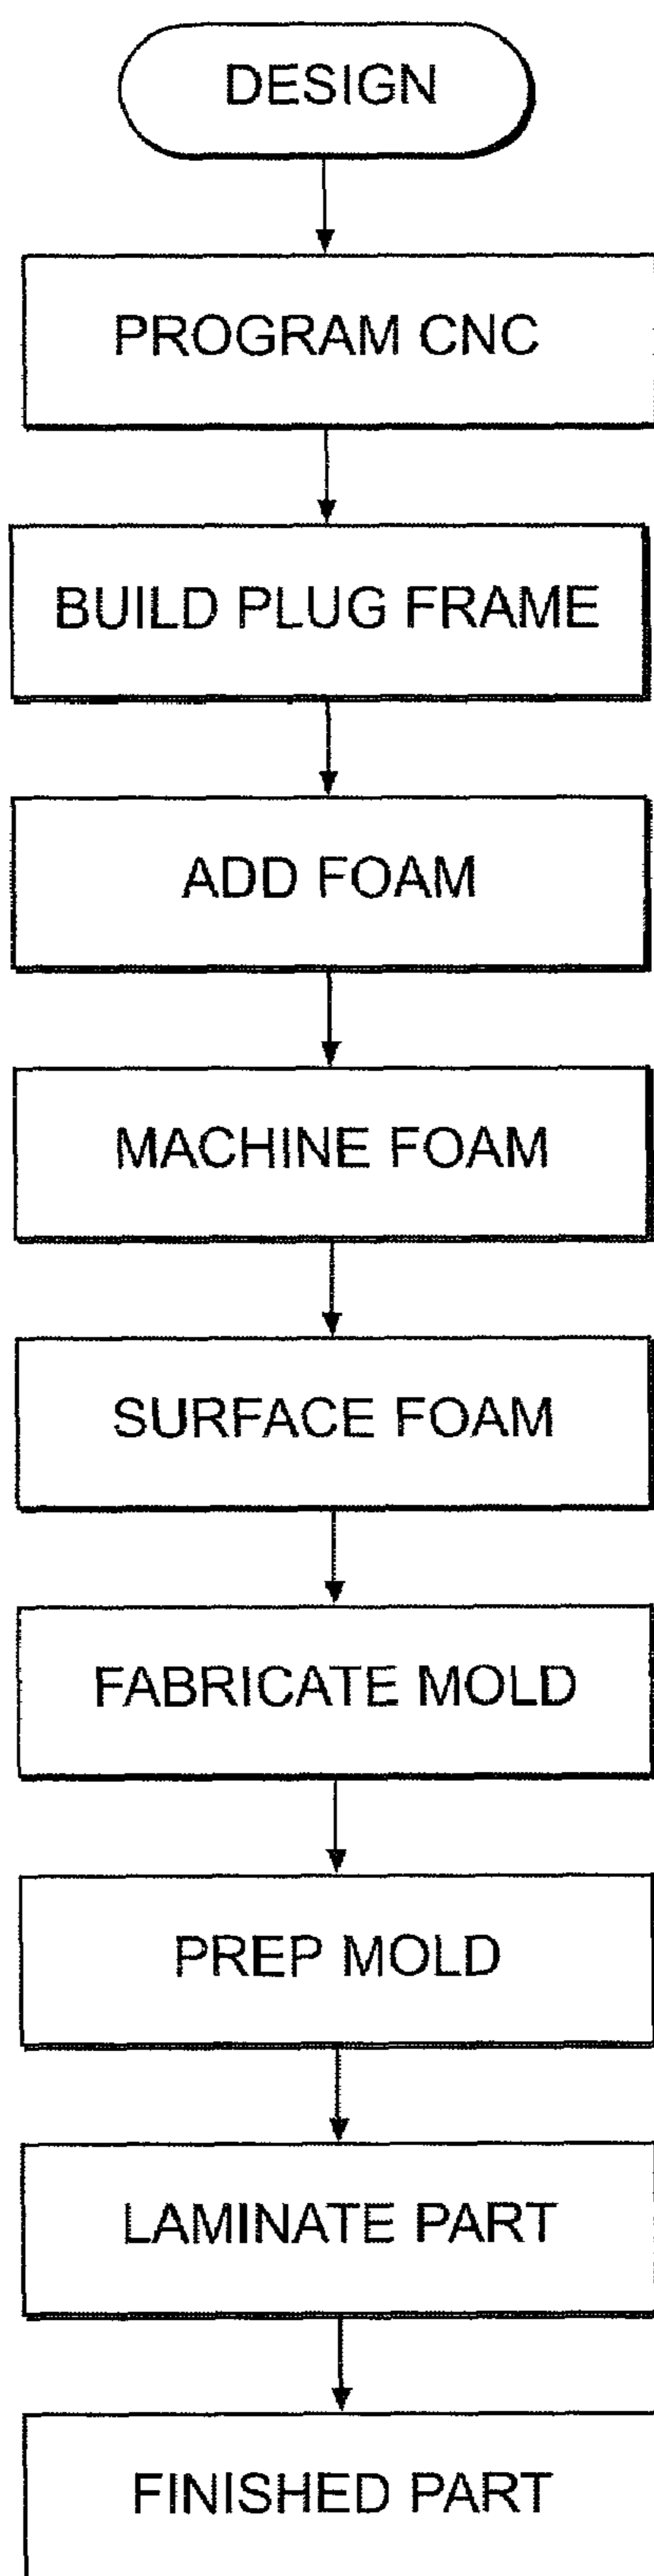 DESIGN
PROGRAM CNC
BUILD PLUG FRAME
ADD FOAM
MACHINE FOAM
SURFACE FOAM
FABRICATE MOLD
PREP MOLD
LAMINATE PART
FINISHED PART